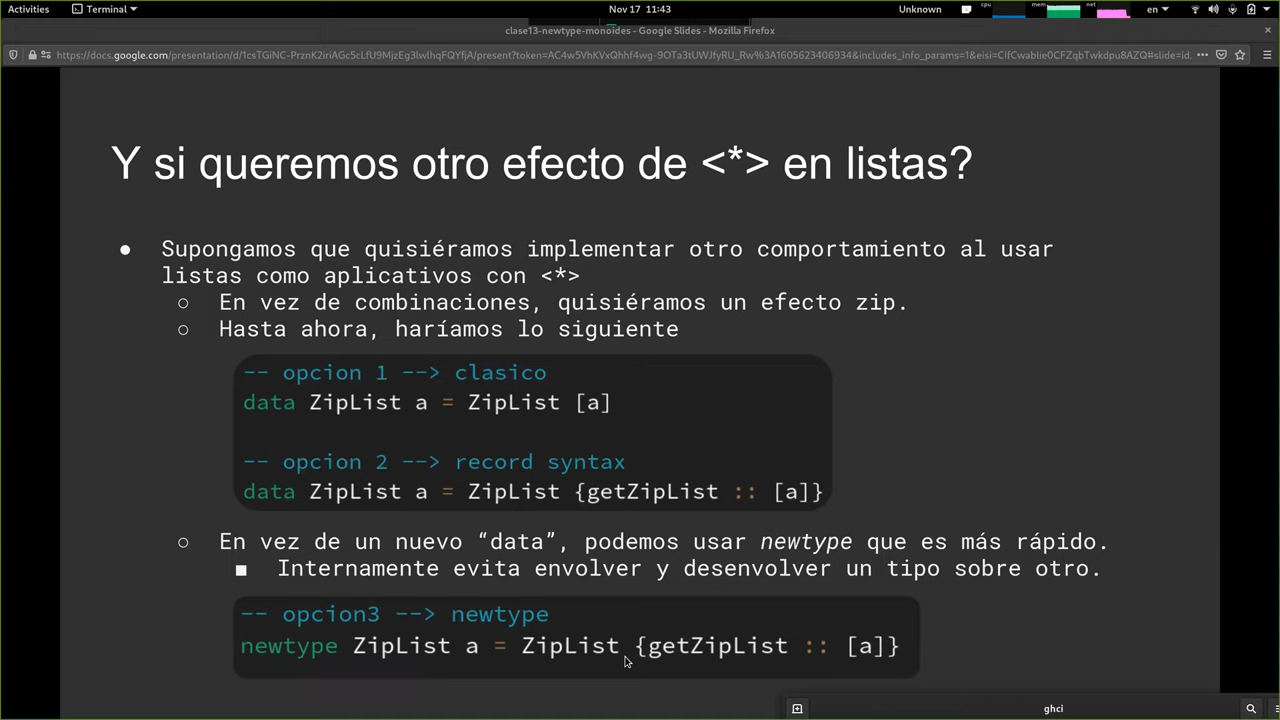 Activities Terminal Nov 17 11:43 Unknown cpu mem net en
clase13-newtype-monoides - Google Slides - Mozilla Firefox
Y si queremos otro efecto de <*> en listas?
● Supongamos que quisiéramos implementar otro comportamiento al usar
listas como aplicativos con <*>
○ En vez de combinaciones, quisiéramos un efecto zip.
○ Hasta ahora, haríamos lo siguiente
-- opcion 1 --> clasico
data ZipList a = ZipList [a]
-- opcion 2 --> record syntax
data ZipList a = ZipList {getZipList :: [a]}
○ En vez de un nuevo “data”, podemos usar newtype que es más rápido.
■ Internamente evita envolver y desenvolver un tipo sobre otro.
-- opcion3 --> newtype
newtype ZipList a = ZipList {getZipList :: [a]}
ghci